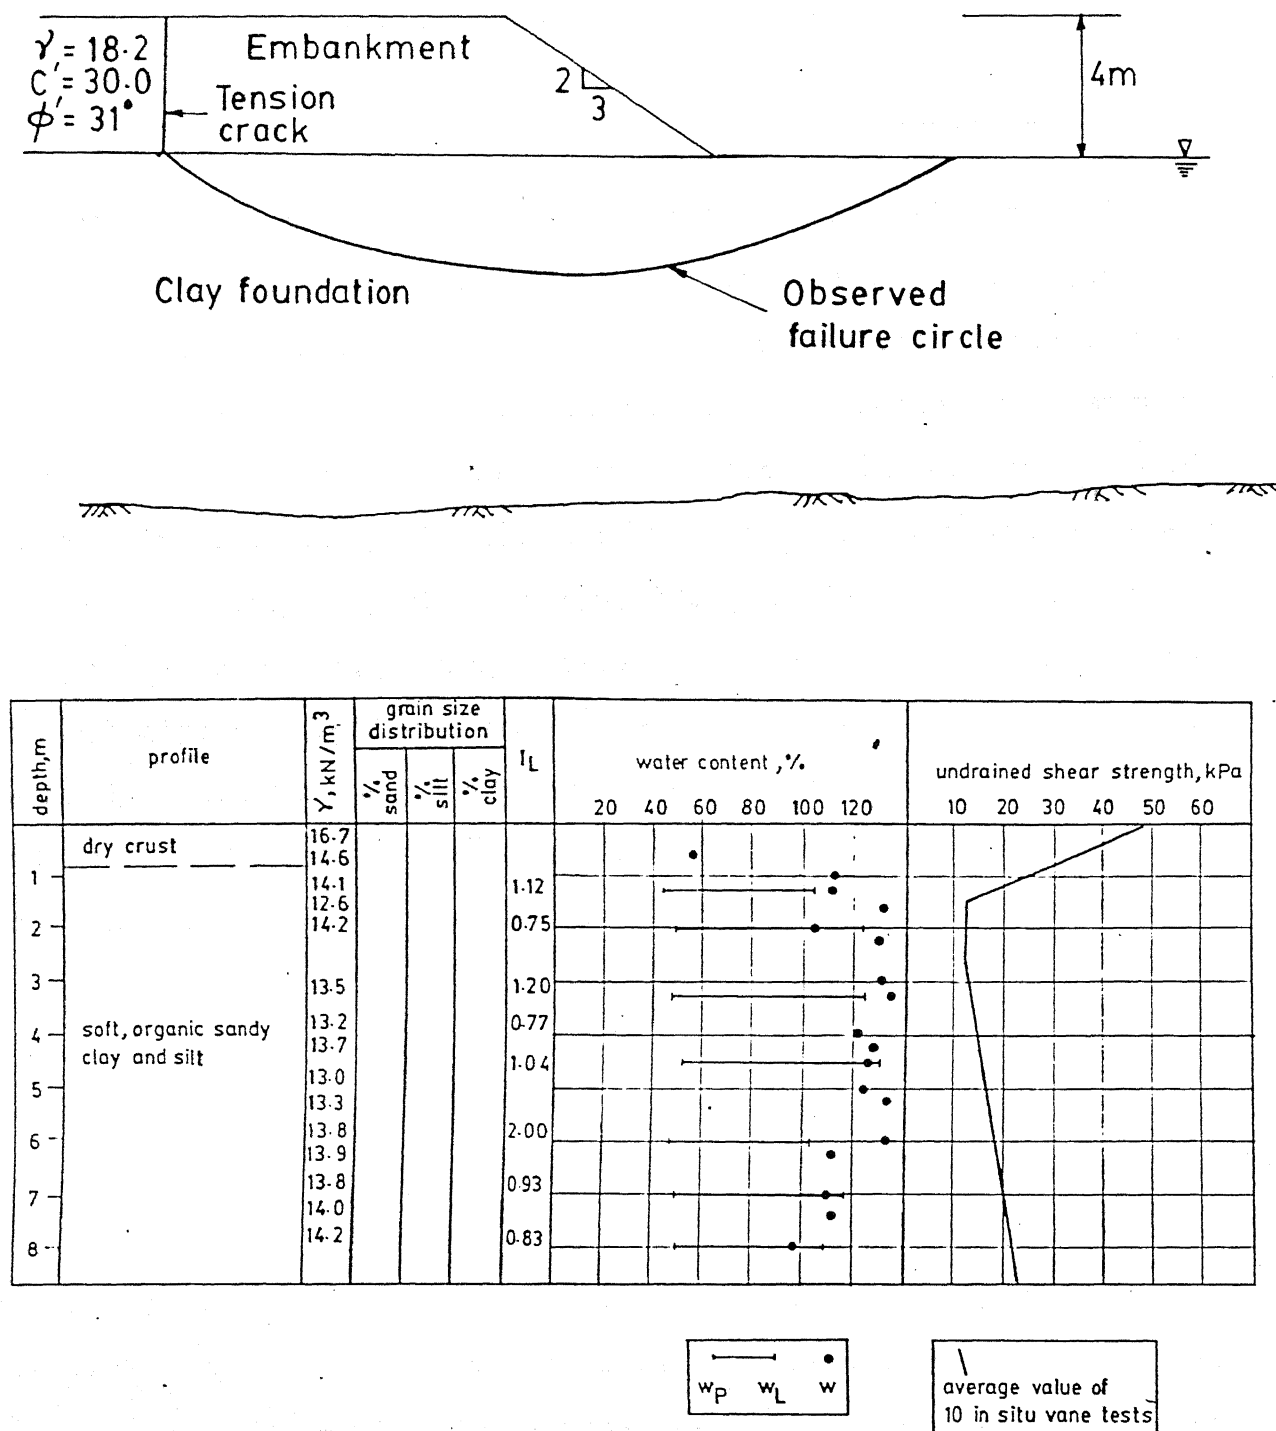 γ = 18.2
C' = 30.0
ϕ' = 31°
Embankment
Tension
crack
2
3
4m
Clay foundation
Observed
failure circle
depth,m
profile
γ, kN/m³
grain size
distribution
% sand
% silt
% clay
I_L
water content, %
20 40 60 80 100 120
undrained shear strength, kPa
10 20 30 40 50 60
dry crust
soft, organic sandy
clay and silt
1
2
3
4
5
6
7
8
16.7
14.6
14.1
12.6
14.2
13.5
13.2
13.7
13.0
13.3
13.8
13.9
13.8
14.0
14.2
1.12
0.75
1.20
0.77
1.04
2.00
0.93
0.83
w_P w_L w
average value of
10 in situ vane tests